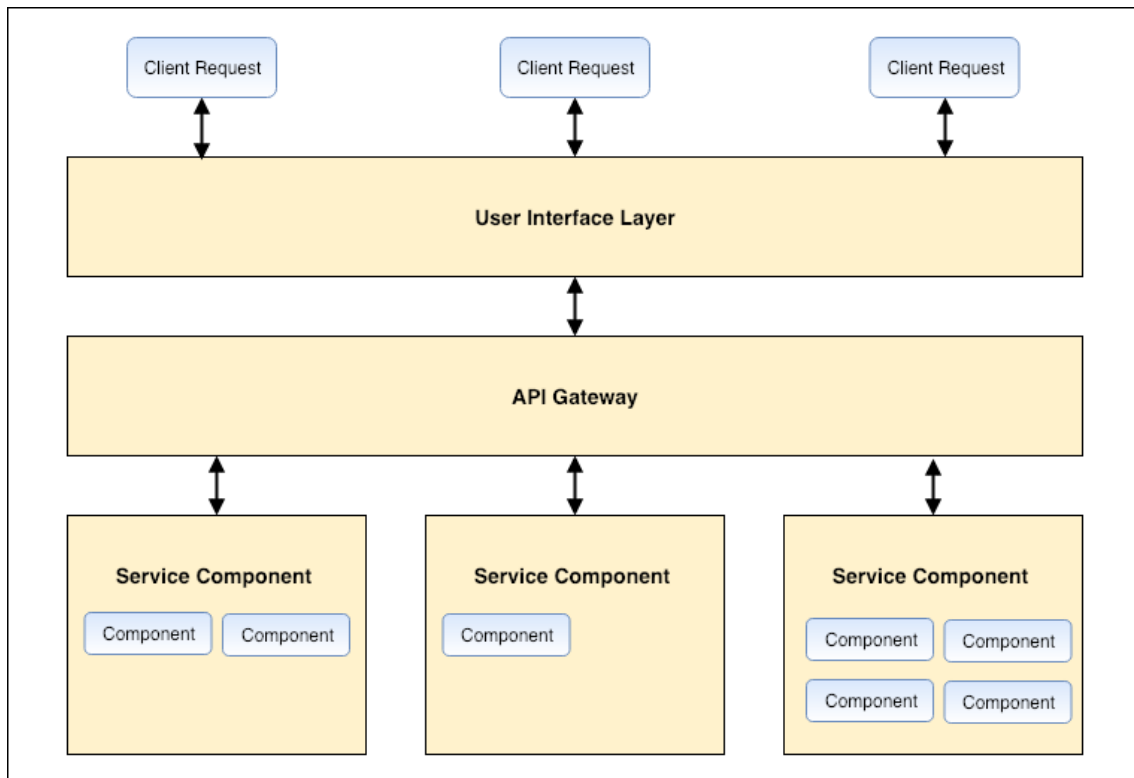 Client Request
Client Request
Client Request
User Interface Layer
API Gateway
Service Component
Service Component
Service Component
Component
Component
Component
Component
Component
Component
Component